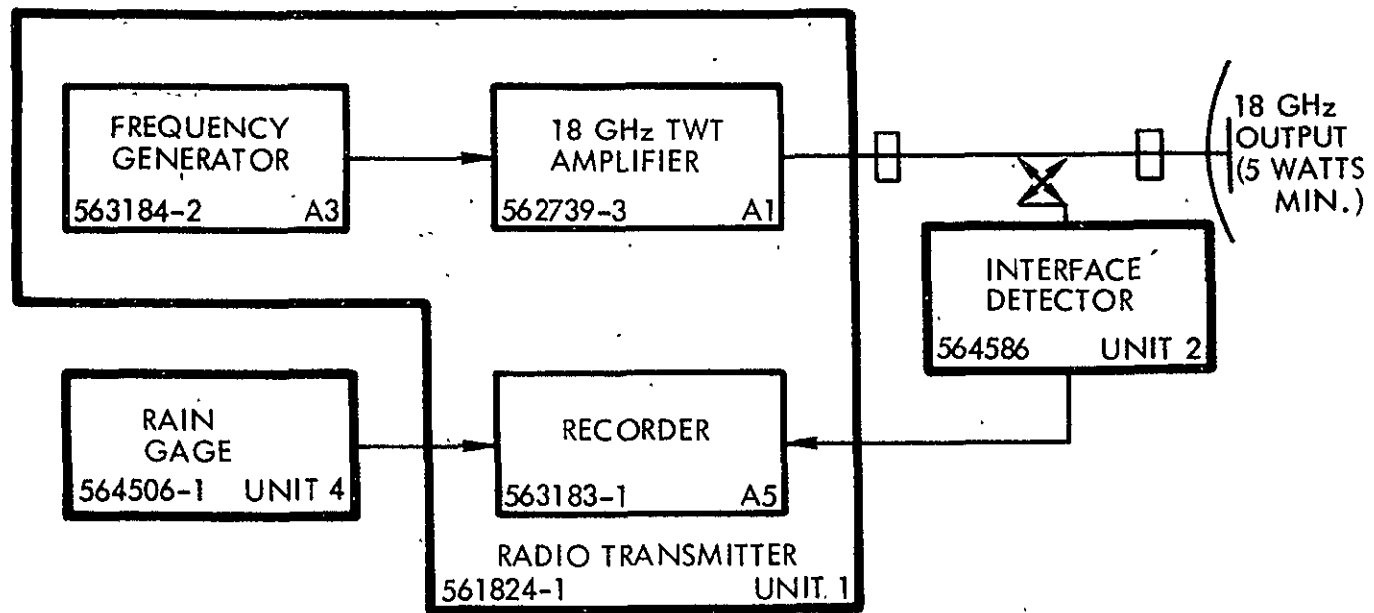 FREQUENCY
GENERATOR
563184-2 A3
18 GHz TWT
AMPLIFIER
562739-3 A1
18 GHz
OUTPUT
(5 WATTS
MIN.)
INTERFACE
DETECTOR
564586 UNIT 2
RAIN
GAGE
564506-1 UNIT 4
RECORDER
563183-1 A5
RADIO TRANSMITTER
561824-1 UNIT 1